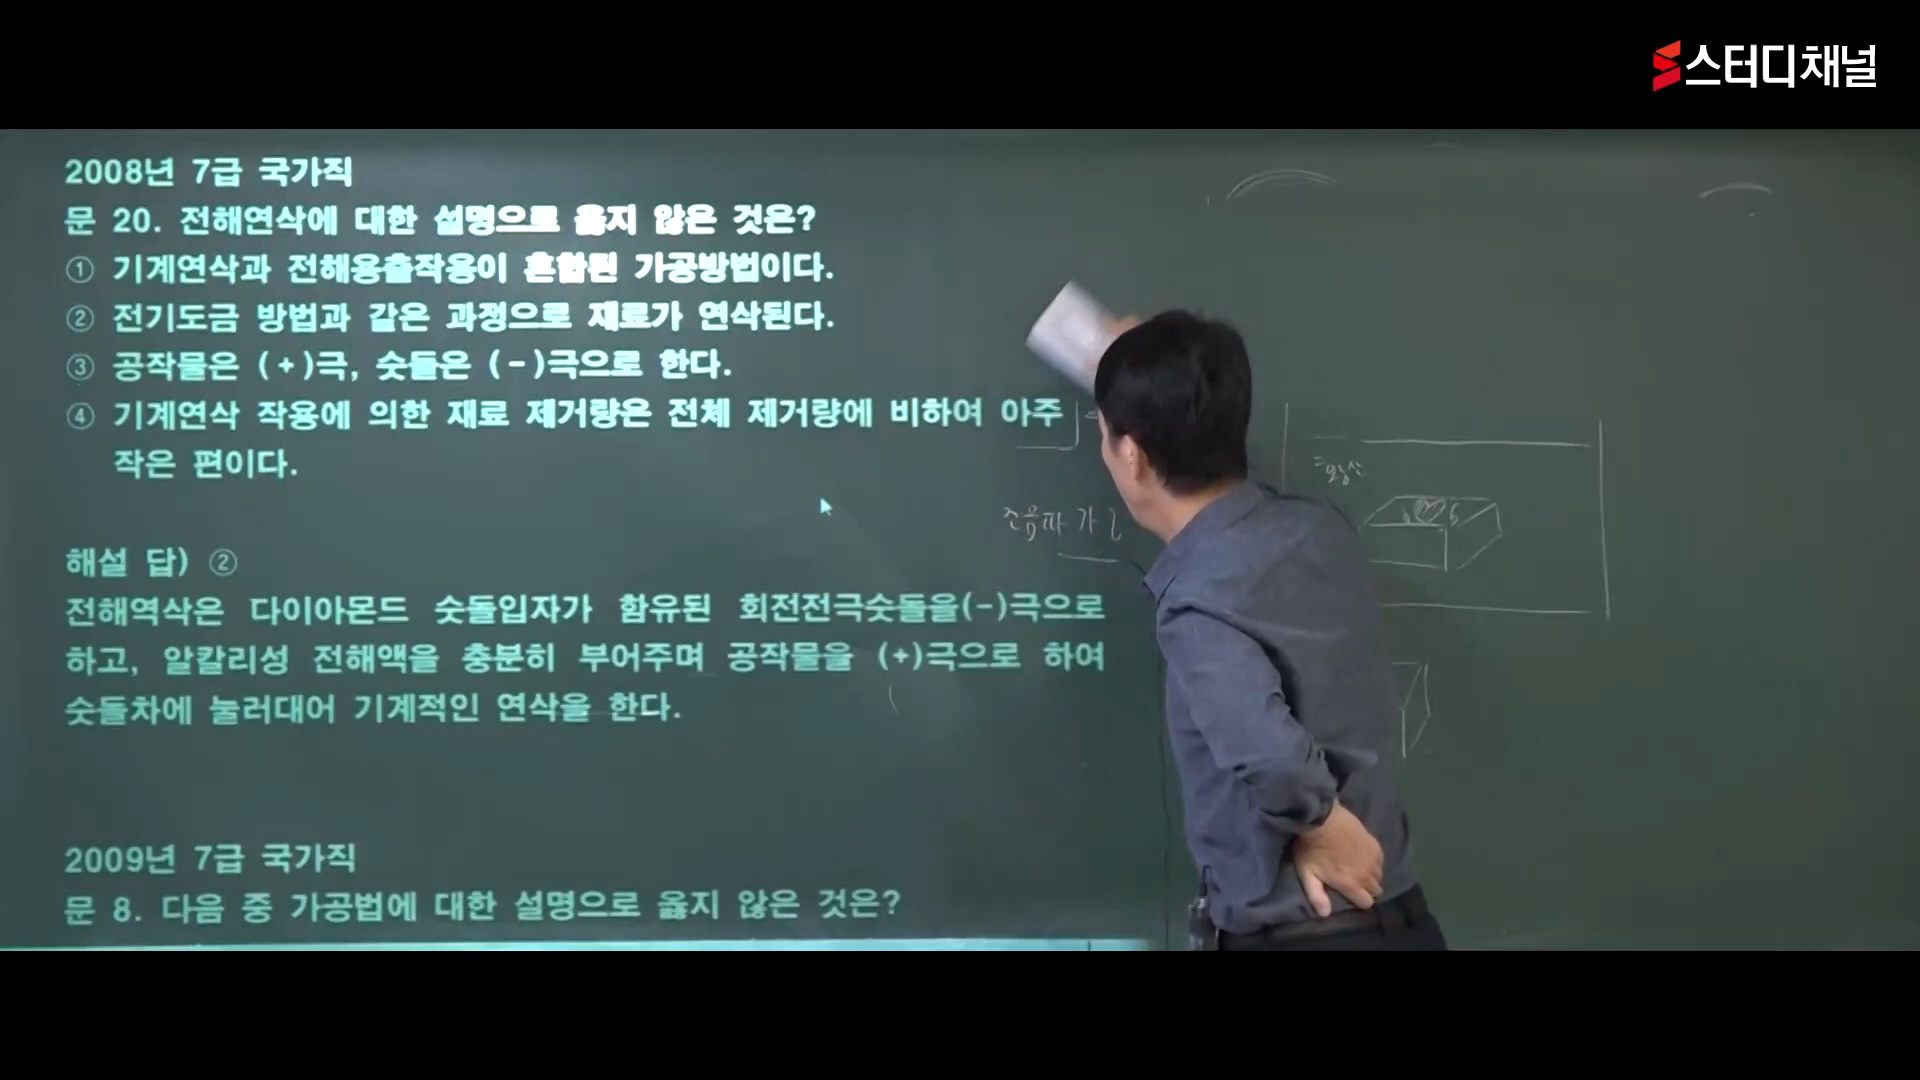 스터디채널
2008년 7급 국가직
문 20. 전해연삭에 대한 설명으로 옳지 않은 것은?
① 기계연삭과 전해용출작용이 혼합된 가공방법이다.
② 전기도금 방법과 같은 과정으로 재료가 연삭된다.
③ 공작물은 (+)극, 숫돌은 (-)극으로 한다.
④ 기계연삭 작용에 의한 재료 제거량은 전체 제거량에 비하여 아주
작은 편이다.
해설 답) ②
전해역삭은 다이아몬드 숫돌입자가 함유된 회전전극숫돌을(-)극으로
하고, 알칼리성 전해액을 충분히 부어주며 공작물을 (+)극으로 하여
숫돌차에 눌러대어 기계적인 연삭을 한다.
2009년 7급 국가직
문 8. 다음 중 가공법에 대한 설명으로 옳지 않은 것은?
초음파 가